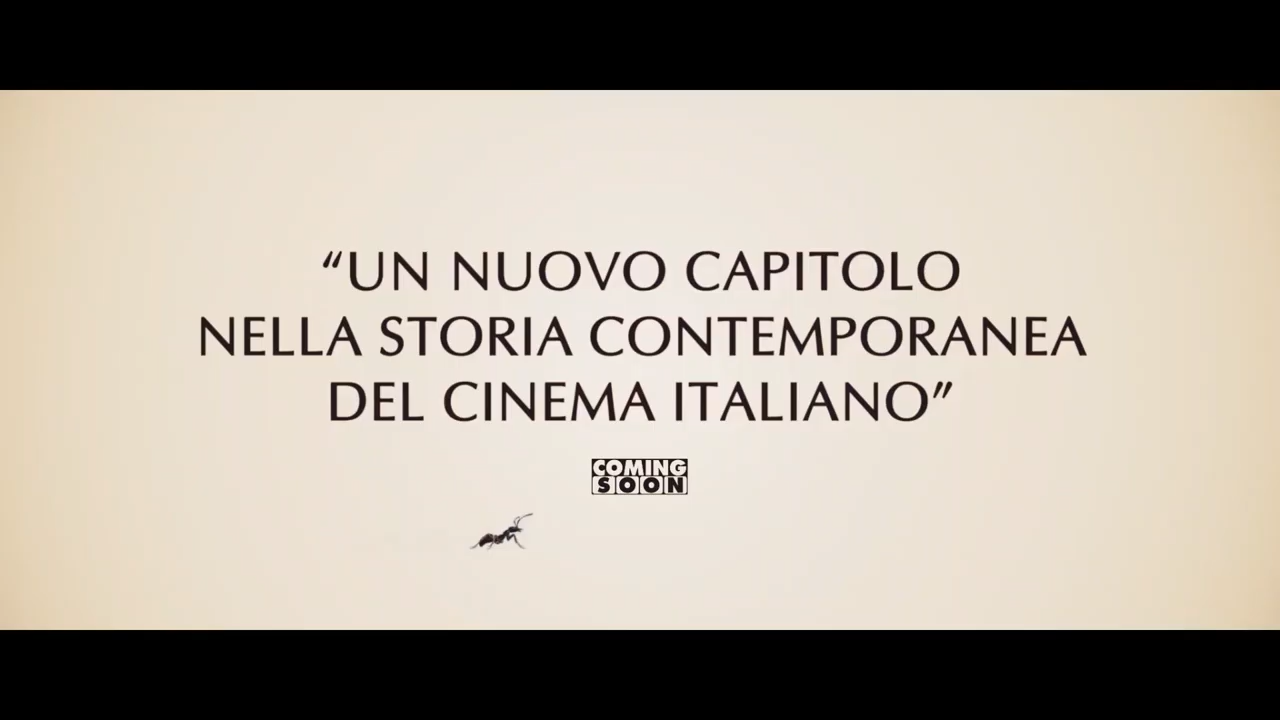 “UN NUOVO CAPITOLO
NELLA STORIA CONTEMPORANEA
DEL CINEMA ITALIANO”
COMING
SOON